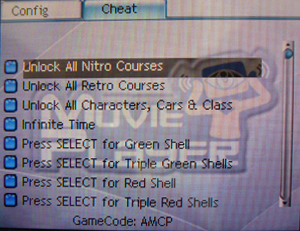 Config
Cheat
Unlock All Nitro Courses
Unlock All Retro Courses
Unlock All Characters, Cars & Class
Infinite Time
Press SELECT for Green Shell
Press SELECT for Triple Green Shells
Press SELECT for Red Shell
Press SELECT for Triple Red Shells
GameCode: AMCP